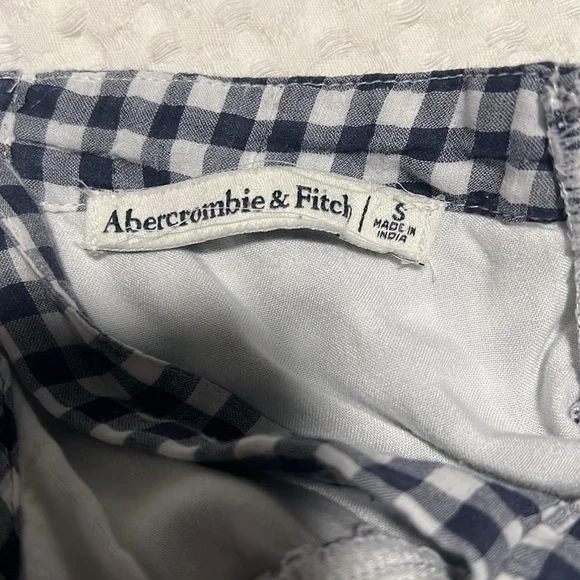 Abercrombie & Fitch
S
MADE IN
INDIA